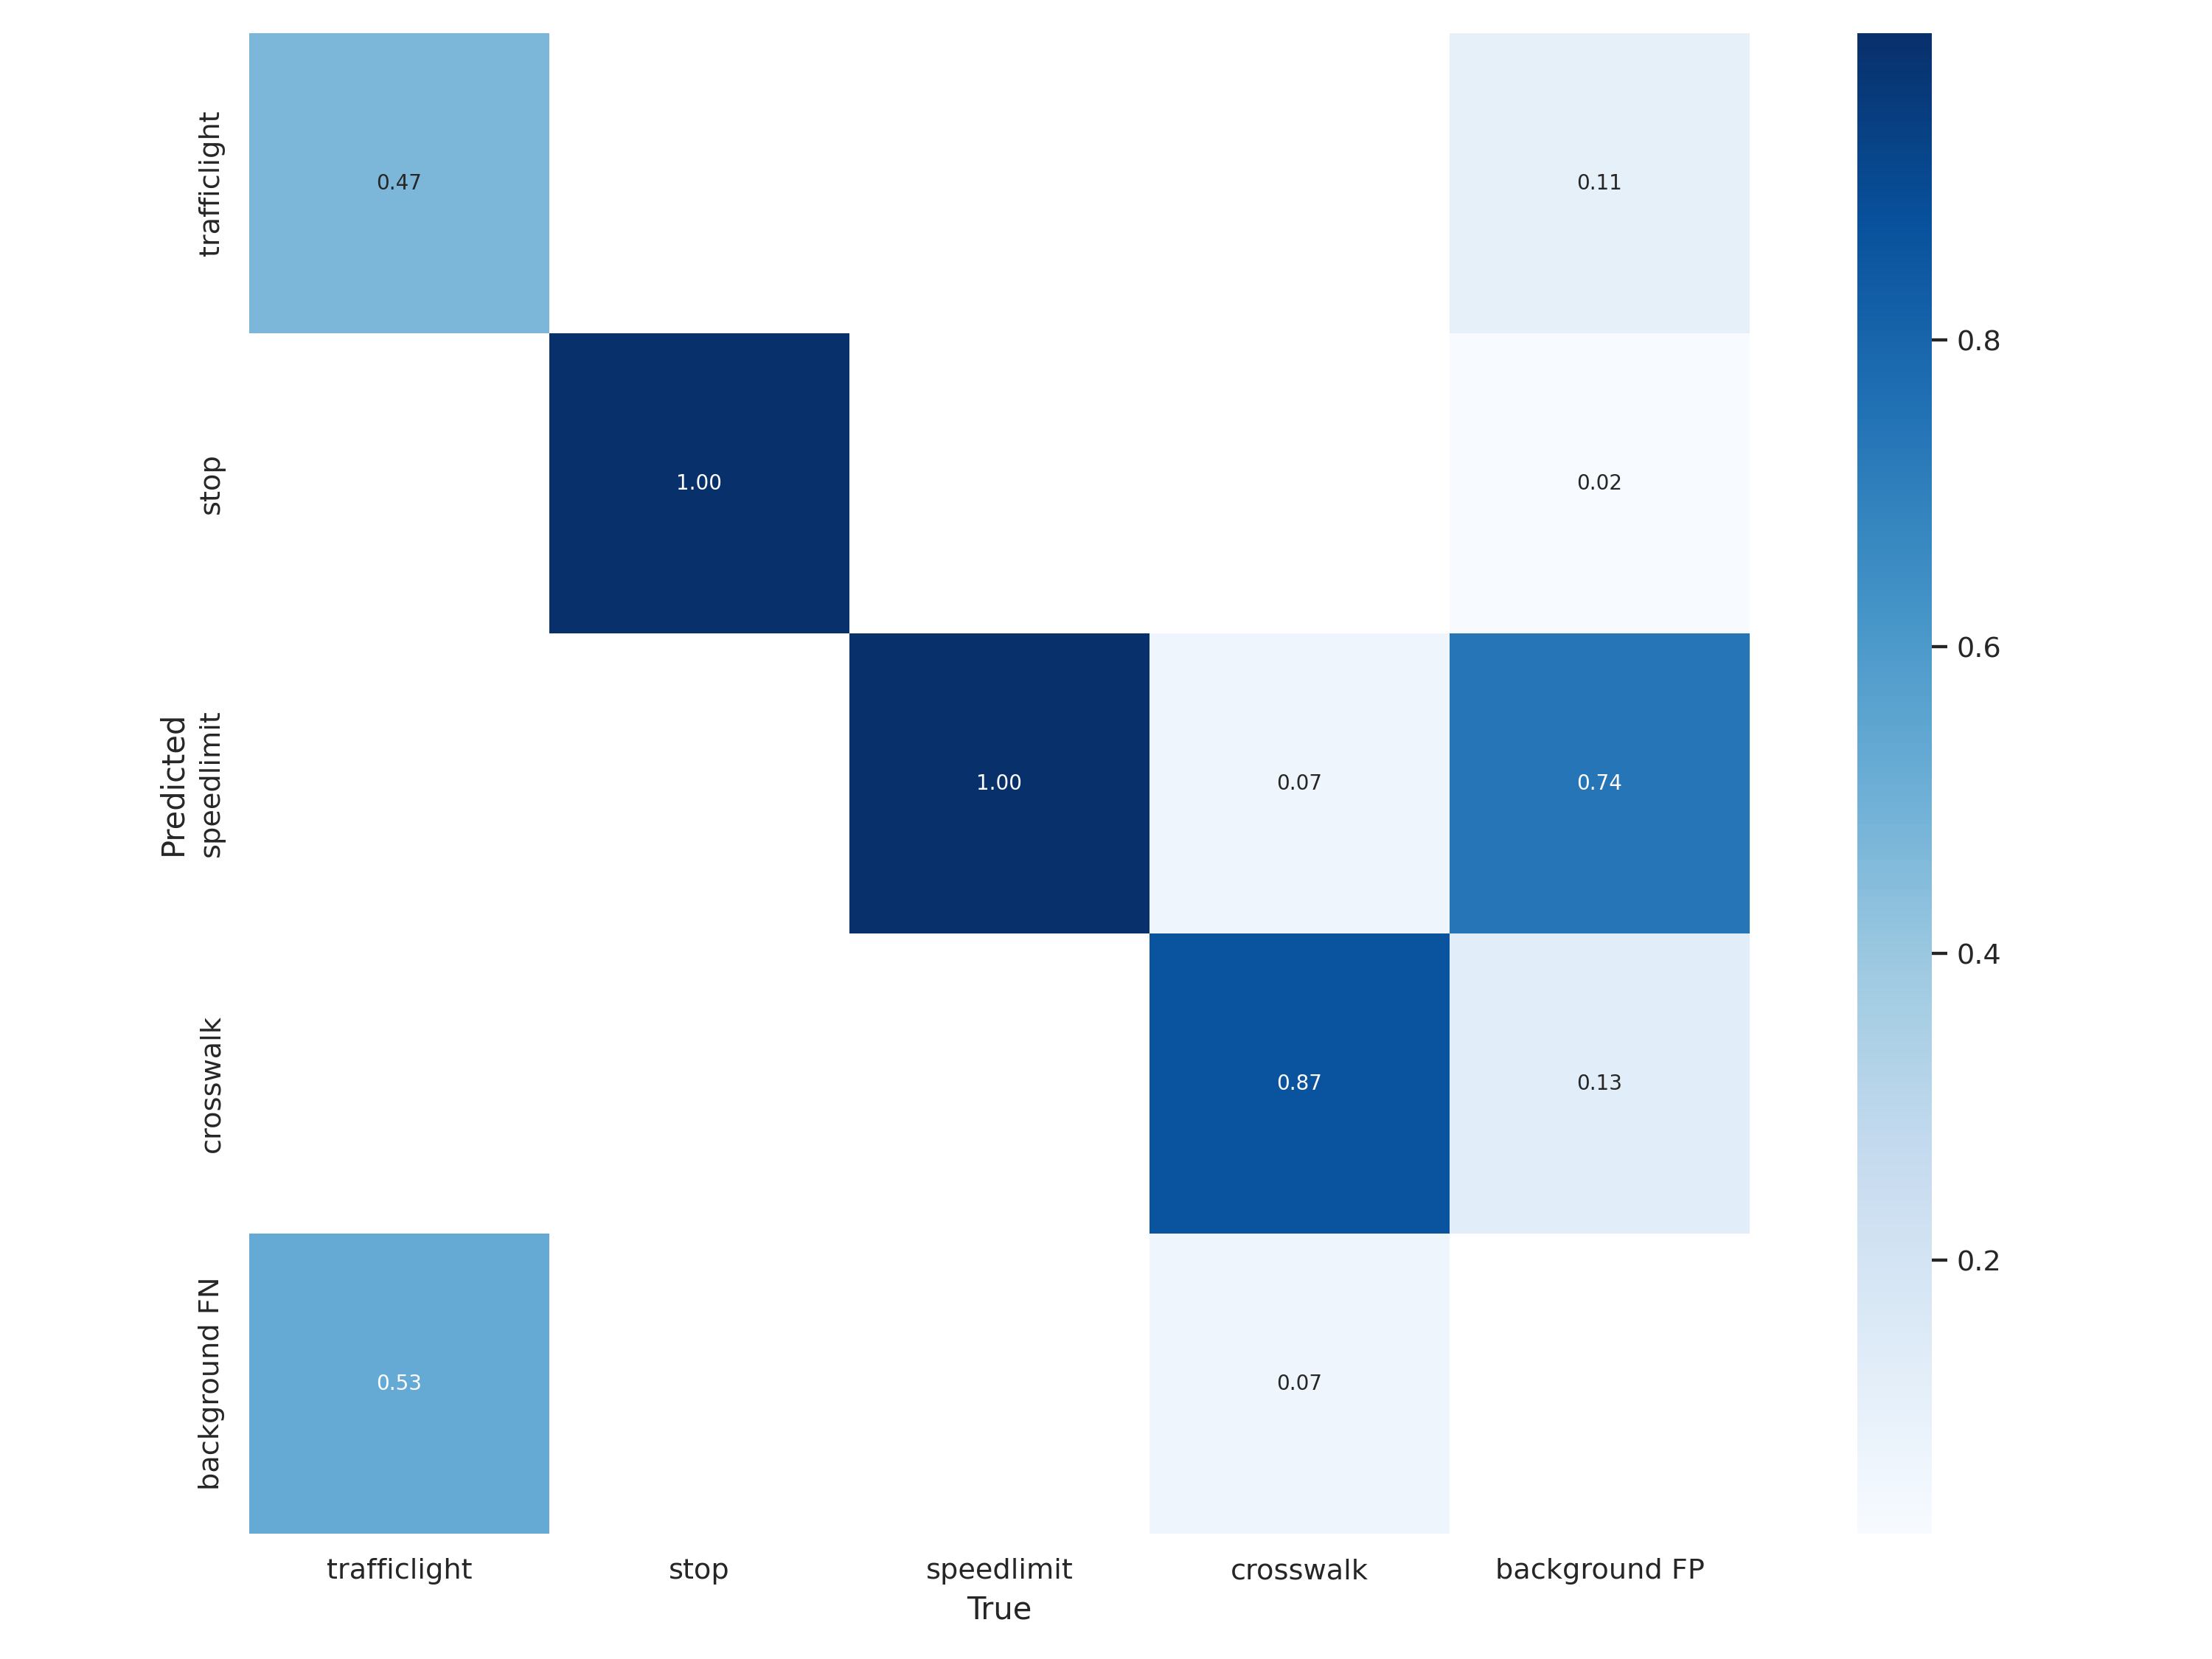 trafficlight
0.47
0.11
stop
1.00
0.02
0.8
Predicted
speedlimit
1.00
0.07
0.74
0.6
crosswalk
0.87
0.13
0.4
background FN
0.53
0.07
0.2
trafficlight stop speedlimit crosswalk background FP
True